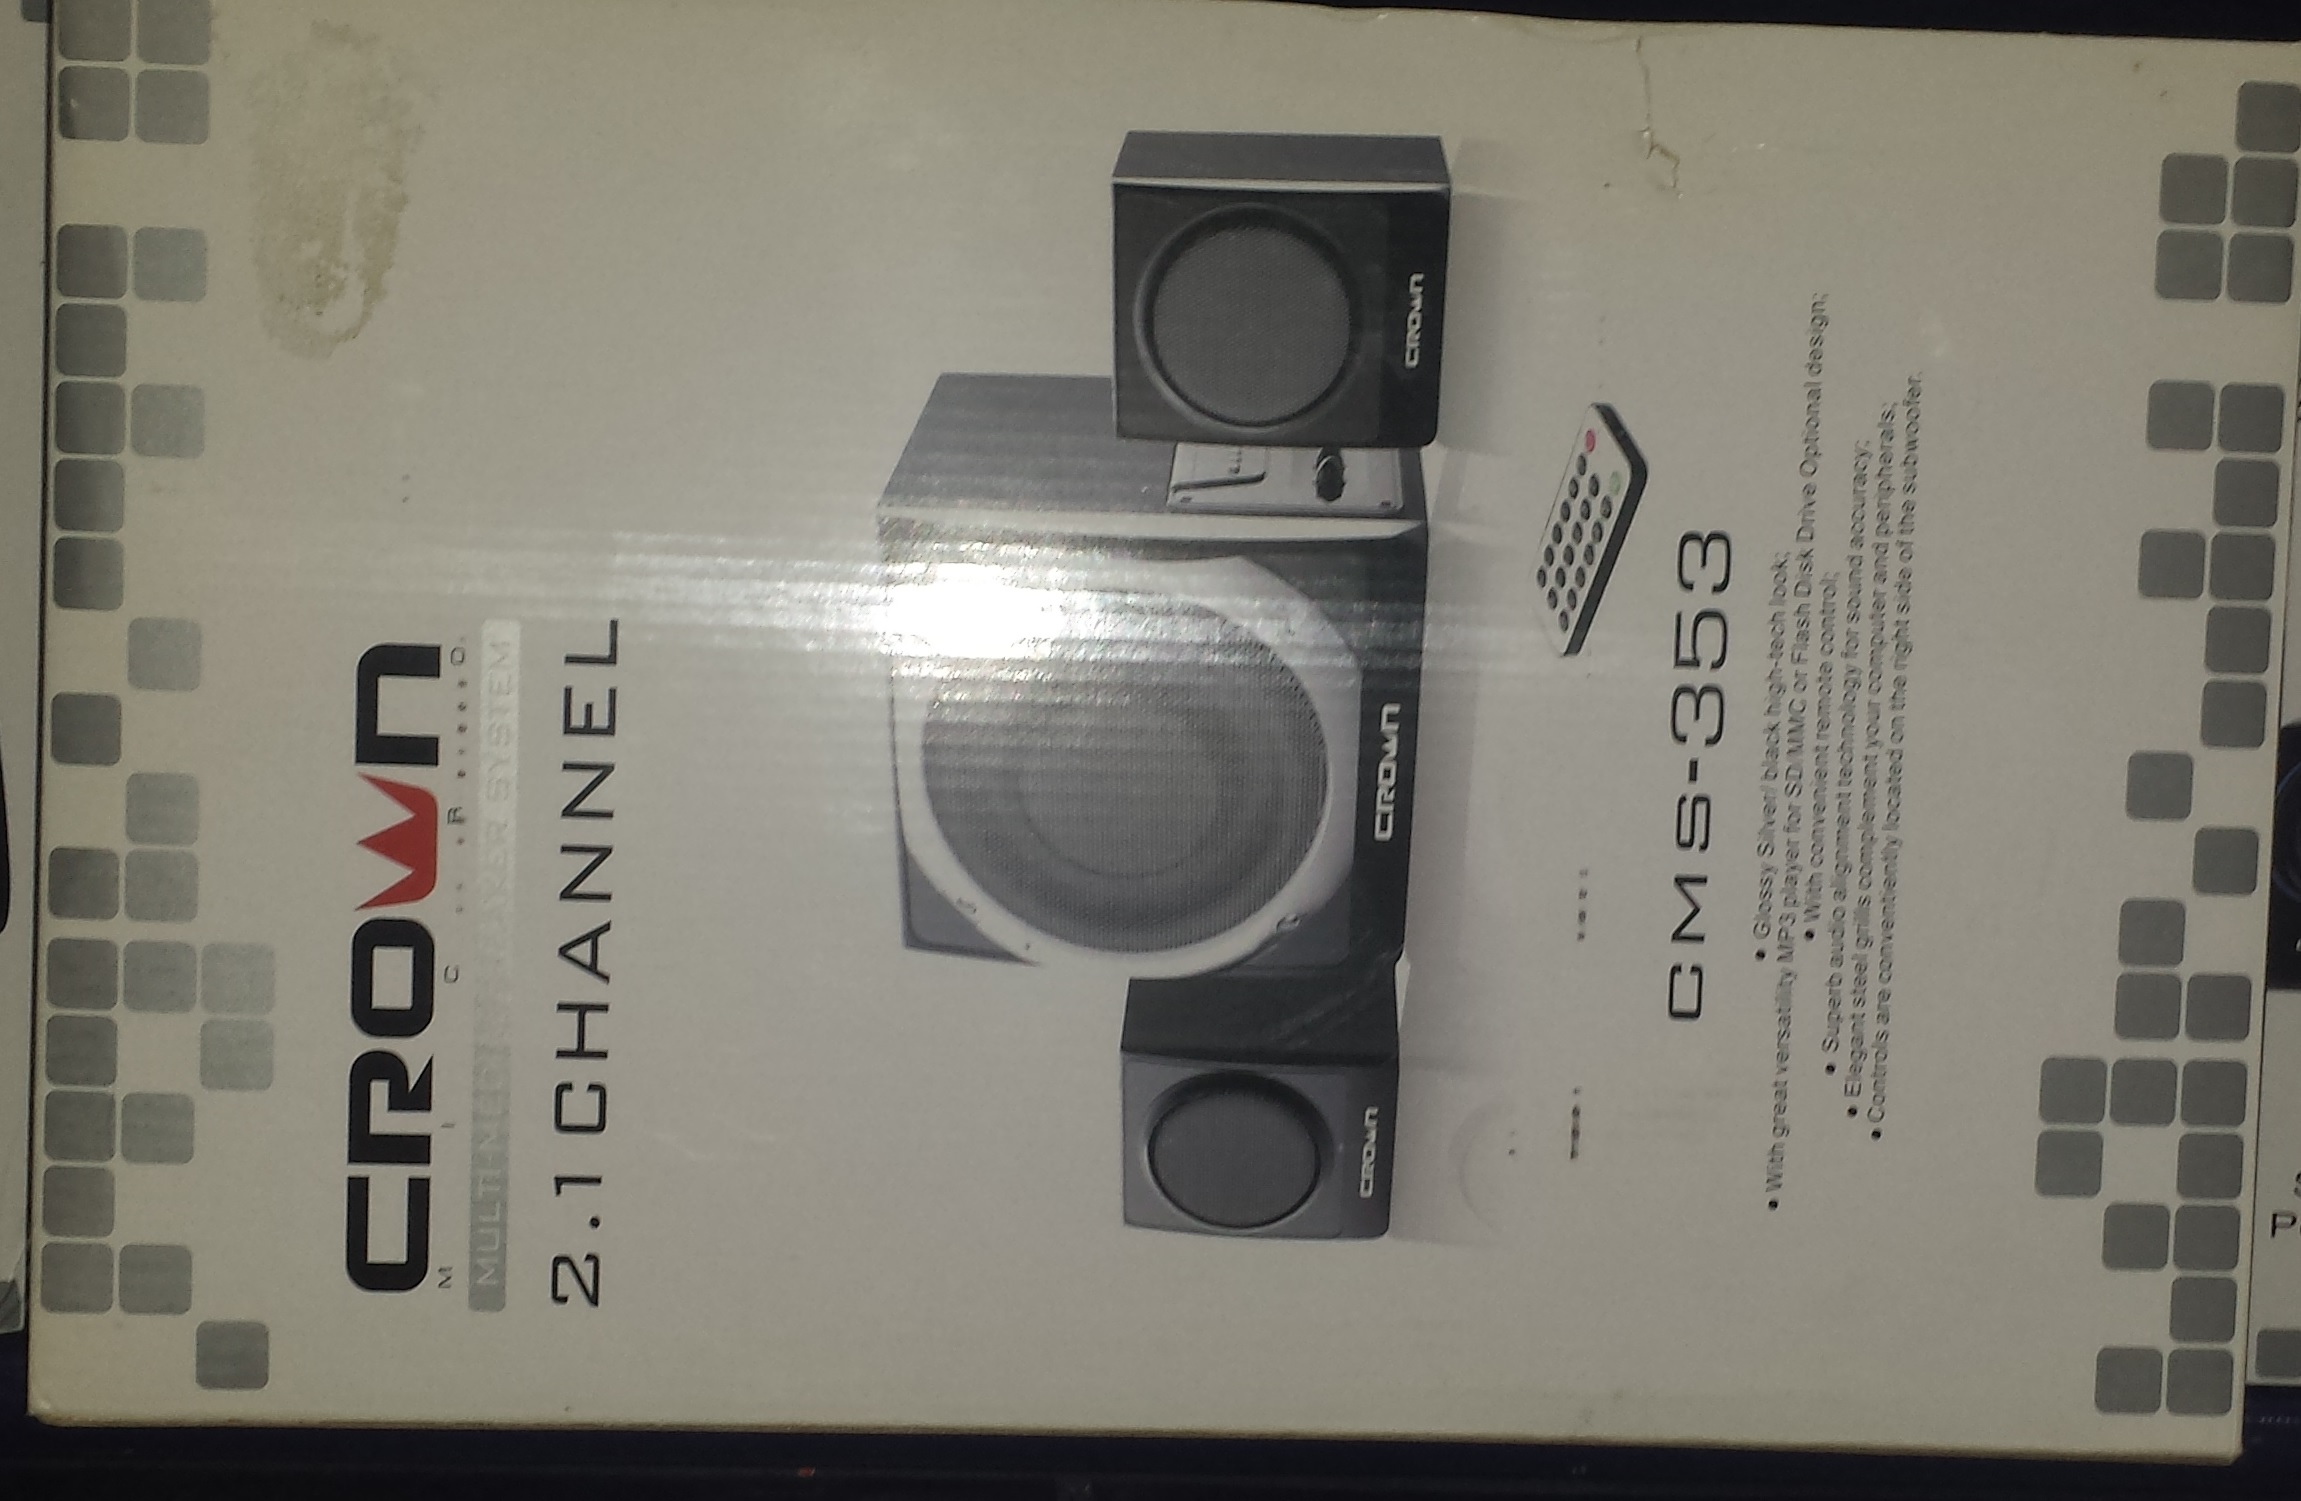 CROWN
M I C R O
MULTIMEDIA SPEAKER SYSTEM
2.1 CHANNEL
CROWN
CROWN
CROWN
CMS-353
• Glossy Silver/ black high-tech look;
• With great versatility MP3 player for SD/MMC or Flash Disk Drive Optional design;
• With convenient remote control;
• Superb audio alignment technology for sound accuracy;
• Elegant steel grills complement your computer and peripherals;
• Controls are conveniently located on the right side of the subwoofer.